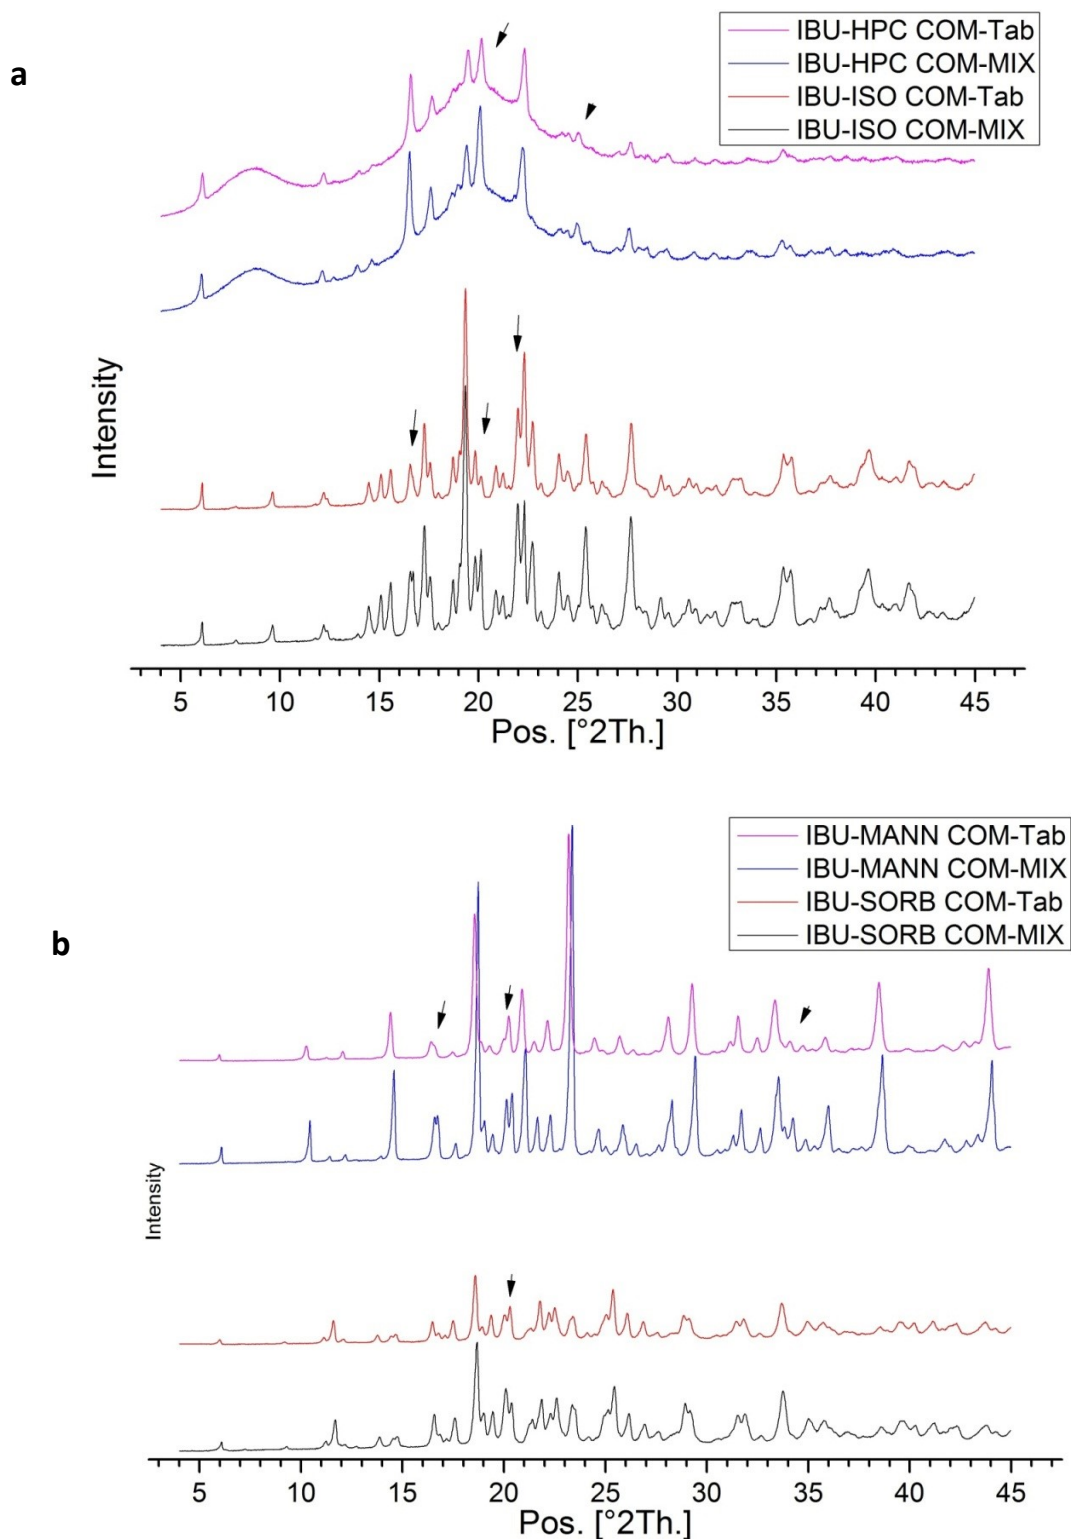 a
IBU-HPC COM-Tab
IBU-HPC COM-MIX
IBU-ISO COM-Tab
IBU-ISO COM-MIX
Intensity
5 10 15 20 25 30 35 40 45
Pos. [°2Th.]
b
IBU-MANN COM-Tab
IBU-MANN COM-MIX
IBU-SORB COM-Tab
IBU-SORB COM-MIX
Intensity
5 10 15 20 25 30 35 40 45
Pos. [°2Th.]